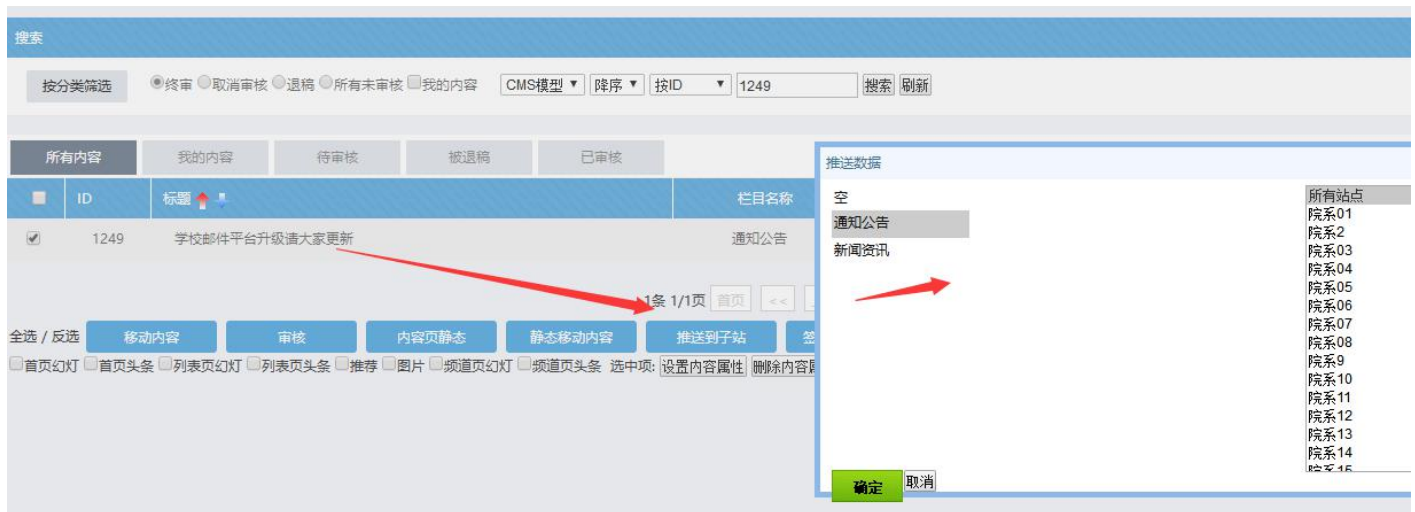 搜索
按分类筛选 终审 取消审核 退稿 所有未审核 我的内容 CMS模型 降序 按ID 1249 搜索 刷新
所有内容 我的内容 待审核 被退稿 已审核
ID 标题 栏目名称
1249 学校邮件平台升级请大家更新 通知公告
1条 1/1页 首页 <<
全选 / 反选 移动内容 审核 内容页静态 静态移动内容 推送到子站 签
首页幻灯 首页头条 列表页幻灯 列表页头条 推荐 图片 频道页幻灯 频道页头条 选中项: 设置内容属性 删除内容属
推送数据
空
通知公告
新闻资讯
所有站点
院系01
院系2
院系03
院系04
院系05
院系06
院系07
院系08
院系9
院系10
院系11
院系12
院系13
院系14
院系15
确定 取消